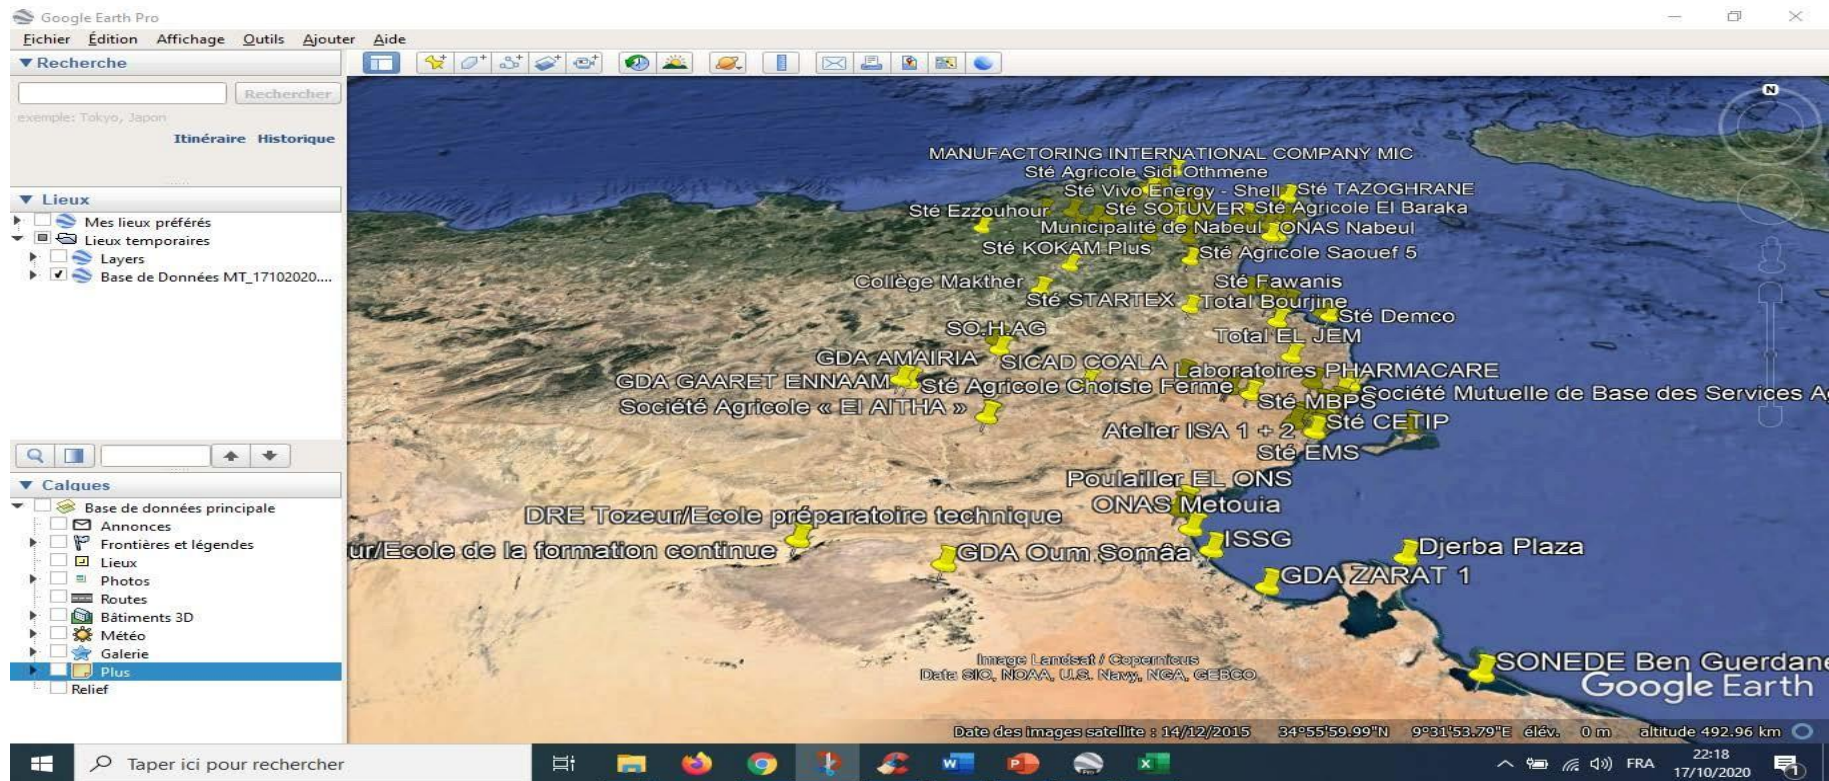 Google Earth Pro
Fichier Édition Affichage Outils Ajouter Aide
Recherche
Rechercher
exemple: Tokyo, Japon
Itinéraire Historique
Lieux
Mes lieux préférés
Lieux temporaires
Layers
Base de Données MT_17102020....
Calques
Base de données principale
Annonces
Frontières et légendes
Lieux
Photos
Routes
Bâtiments 3D
Météo
Galerie
Plus
Relief
N
MANUFACTORING INTERNATIONAL COMPANY MIC
Sté Agricole Sidi Othmene
Sté Vivo Energy - Shell Sté TAZOGHRANE
Sté Ezzouhour Sté SOTUVER Sté Agricole El Baraka
Municipalité de Nabeul ONAS Nabeul
Sté KOKAM Plus Sté Agricole Saouef 5
Collège Makther Sté Fawanis
Sté STARTEX Total Bourjine
Sté Demco
SO.H.AG Total EL JEM
GDA AMAIRIA SICAD COALA Laboratoires PHARMACARE
GDA GAARET ENNAAM Sté Agricole Choisie Ferme
Sté MBPS Société Mutuelle de Base des Services A
Société Agricole « El AITHA »
Atelier ISA 1 + 2 Sté CETIP
Sté EMS
Poulailler EL ONS
DRE Tozeur/Ecole préparatoire technique ONAS Metouia
ur/Ecole de la formation continue GDA Oum Somâa ISSG Djerba Plaza
GDA ZARAT 1
SONEDE Ben Guerdane
Image Landsat / Copernicus
Data SIO, NOAA, U.S. Navy, NGA, GEBCO
Google Earth
Date des images satellite : 14/12/2015 34°55'59.99"N 9°31'53.79"E élév. 0 m altitude 492.96 km
Taper ici pour rechercher
FRA
22:18
17/10/2020
1